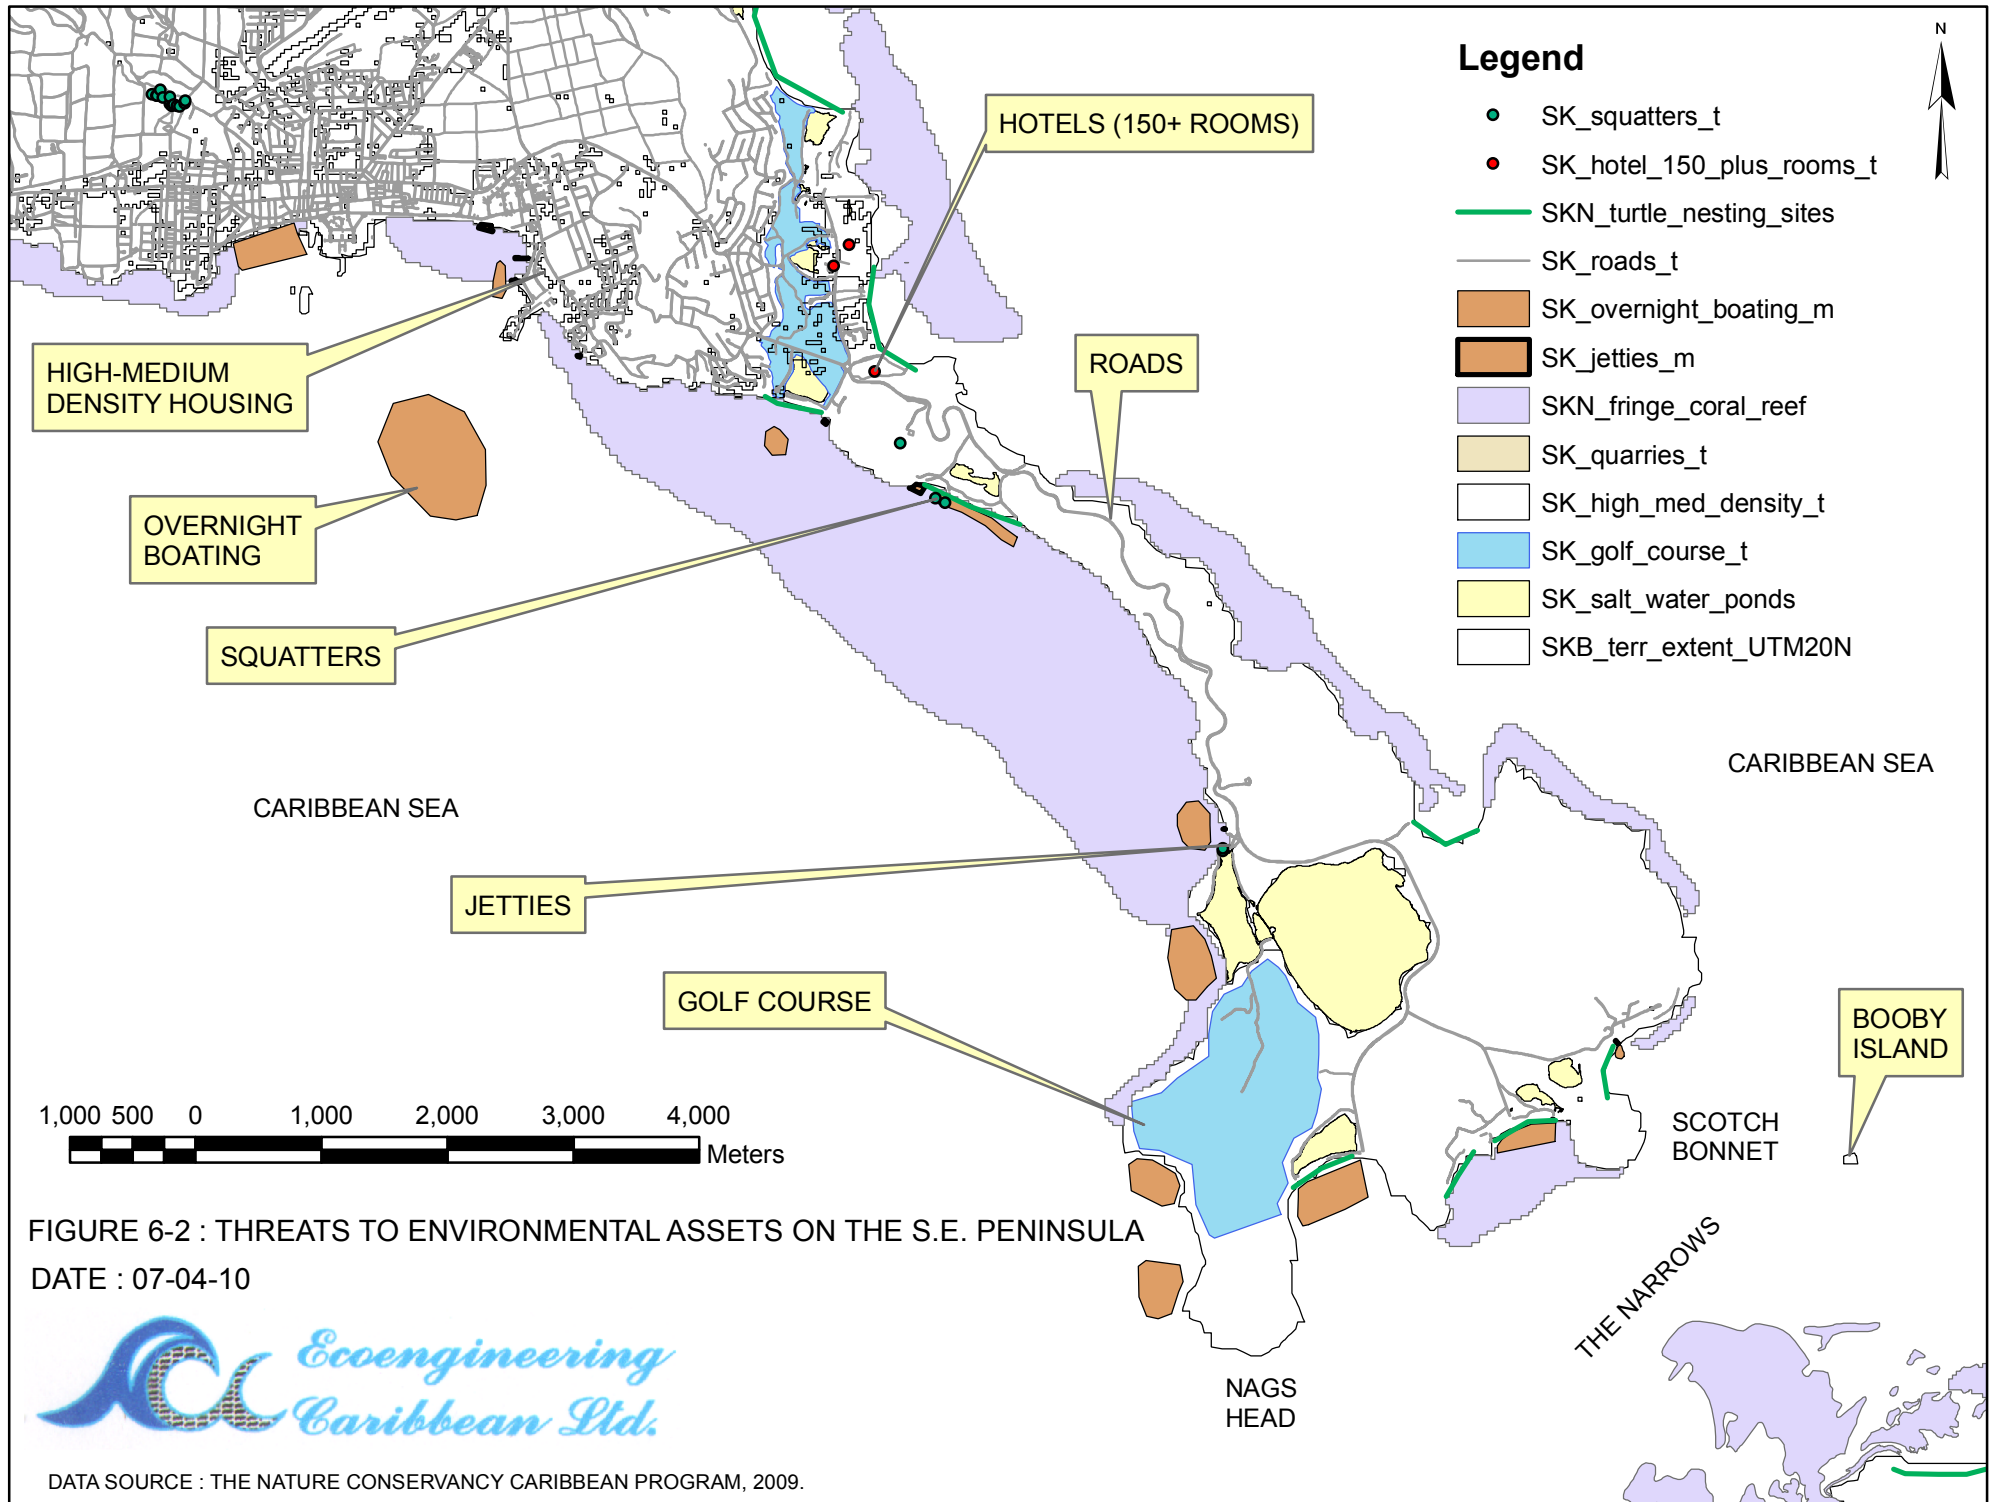 N
Legend
SK_squatters_t
SK_hotel_150_plus_rooms_t
SKN_turtle_nesting_sites
SK_roads_t
SK_overnight_boating_m
SK_jetties_m
SKN_fringe_coral_reef
SK_quarries_t
SK_high_med_density_t
SK_golf_course_t
SK_salt_water_ponds
SKB_terr_extent_UTM20N
HOTELS (150+ ROOMS)
HIGH-MEDIUM
DENSITY HOUSING
ROADS
OVERNIGHT
BOATING
SQUATTERS
CARIBBEAN SEA
CARIBBEAN SEA
JETTIES
GOLF COURSE
BOOBY
ISLAND
SCOTCH
BONNET
1,000 500 0 1,000 2,000 3,000 4,000
Meters
THE NARROWS
NAGS
HEAD
FIGURE 6-2 : THREATS TO ENVIRONMENTAL ASSETS ON THE S.E. PENINSULA
DATE : 07-04-10
Ecoengineering
Caribbean Ltd.
DATA SOURCE : THE NATURE CONSERVANCY CARIBBEAN PROGRAM, 2009.